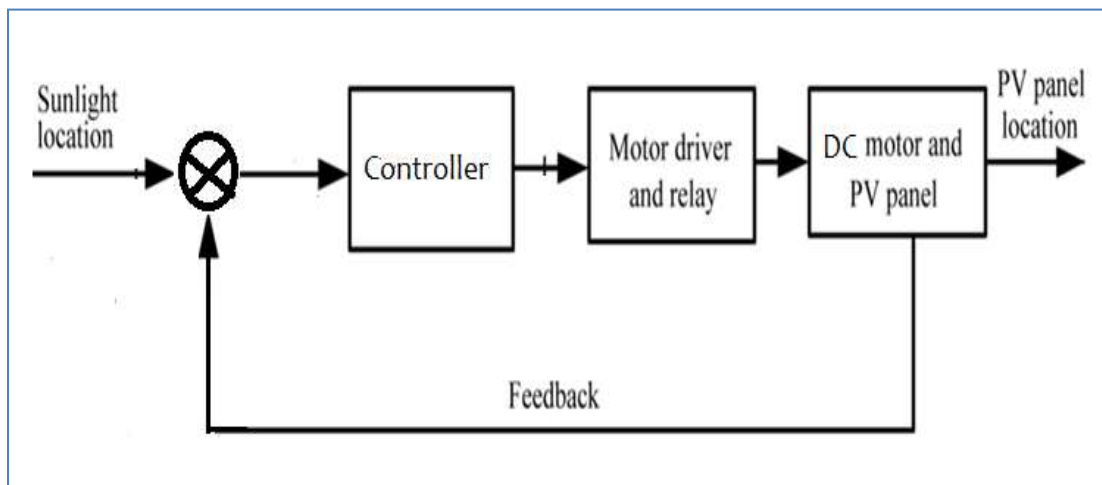 Sunlight
location
Controller
Motor driver
and relay
DC motor and
PV panel
PV panel
location
Feedback